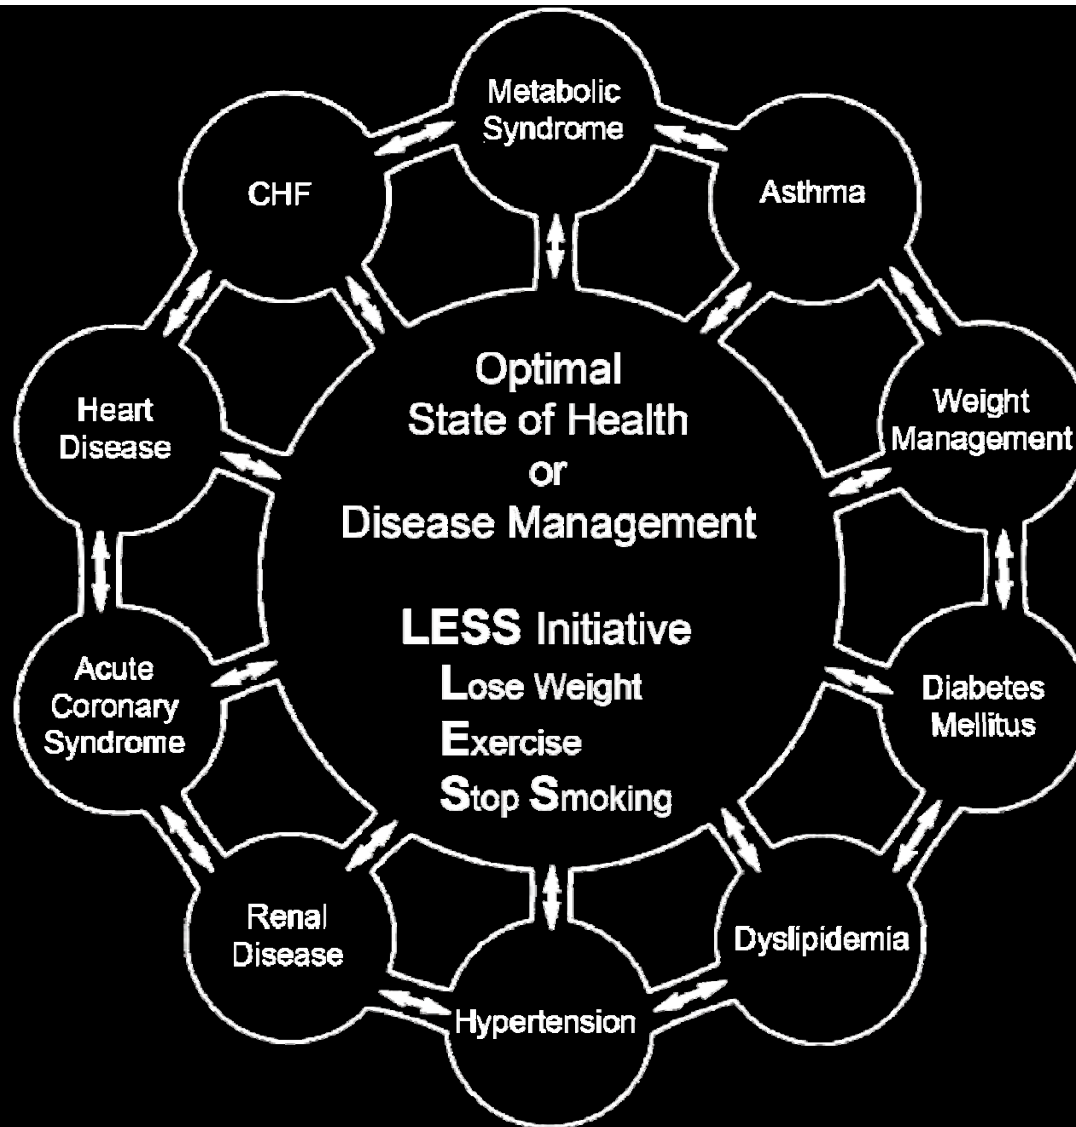 Metabolic
Syndrome
CHF
Asthma
Heart
Disease
Weight
Management
Optimal
State of Health
or
Disease Management
LESS Initiative
Lose Weight
Exercise
Stop Smoking
Acute
Coronary
Syndrome
Diabetes
Mellitus
Renal
Disease
Dyslipidemia
Hypertension